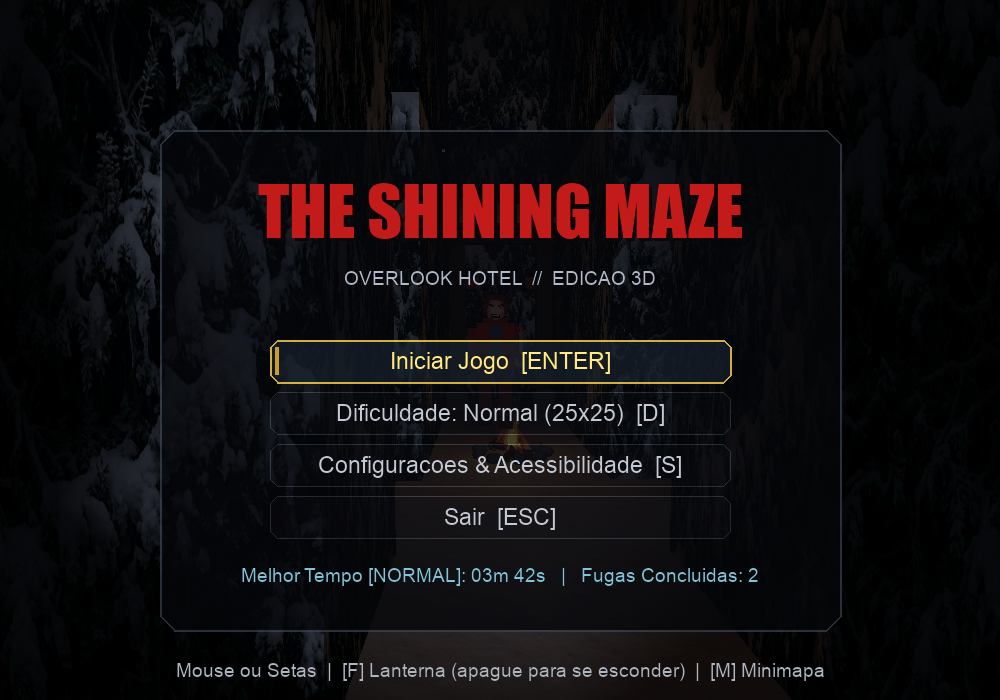 THE SHINING MAZE
OVERLOOK HOTEL // EDICAO 3D
Iniciar Jogo [ENTER]
Dificuldade: Normal (25x25) [D]
Configuracoes & Acessibilidade [S]
Sair [ESC]
Melhor Tempo [NORMAL]: 03m 42s | Fugas Concluidas: 2
Mouse ou Setas | [F] Lanterna (apague para se esconder) | [M] Minimapa